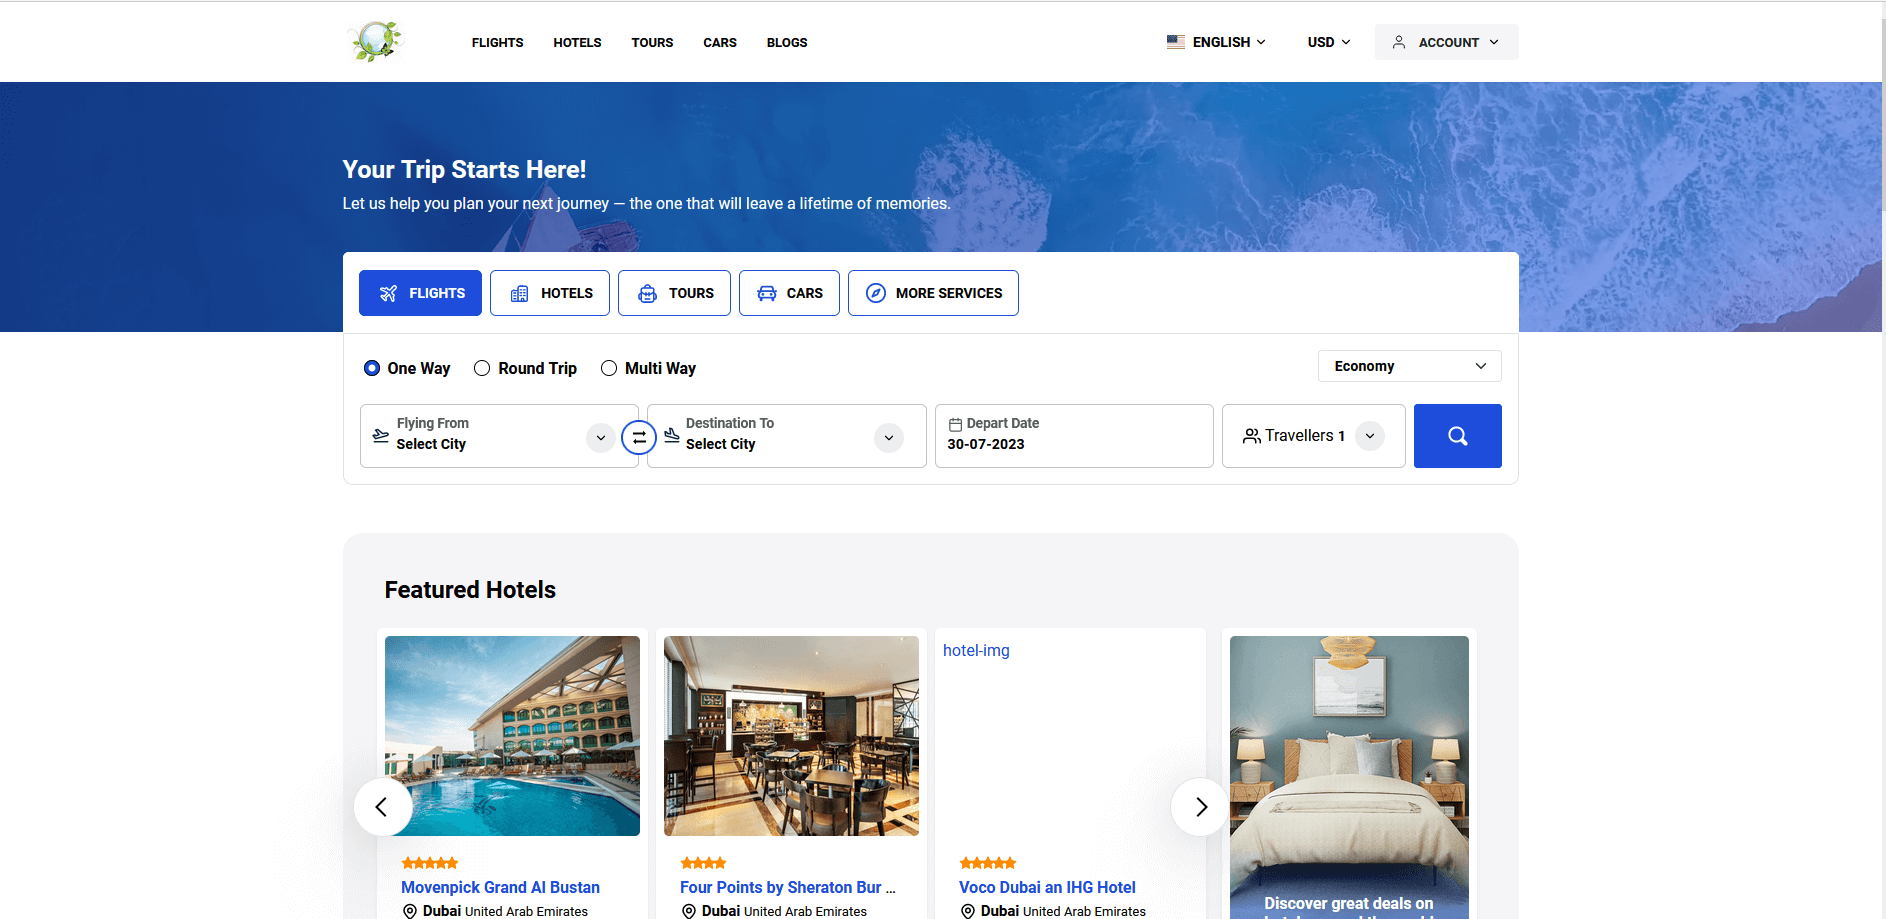 FLIGHTS HOTELS TOURS CARS BLOGS ENGLISH USD ACCOUNT
Your Trip Starts Here!
Let us help you plan your next journey — the one that will leave a lifetime of memories.
FLIGHTS HOTELS TOURS CARS MORE SERVICES
One Way Round Trip Multi Way Economy
Flying From
Select City
Destination To
Select City
Depart Date
30-07-2023
Travellers 1
Featured Hotels
hotel-img
Movenpick Grand Al Bustan
Dubai United Arab Emirates
Four Points by Sheraton Bur ...
Dubai United Arab Emirates
Voco Dubai an IHG Hotel
Dubai United Arab Emirates
Discover great deals on